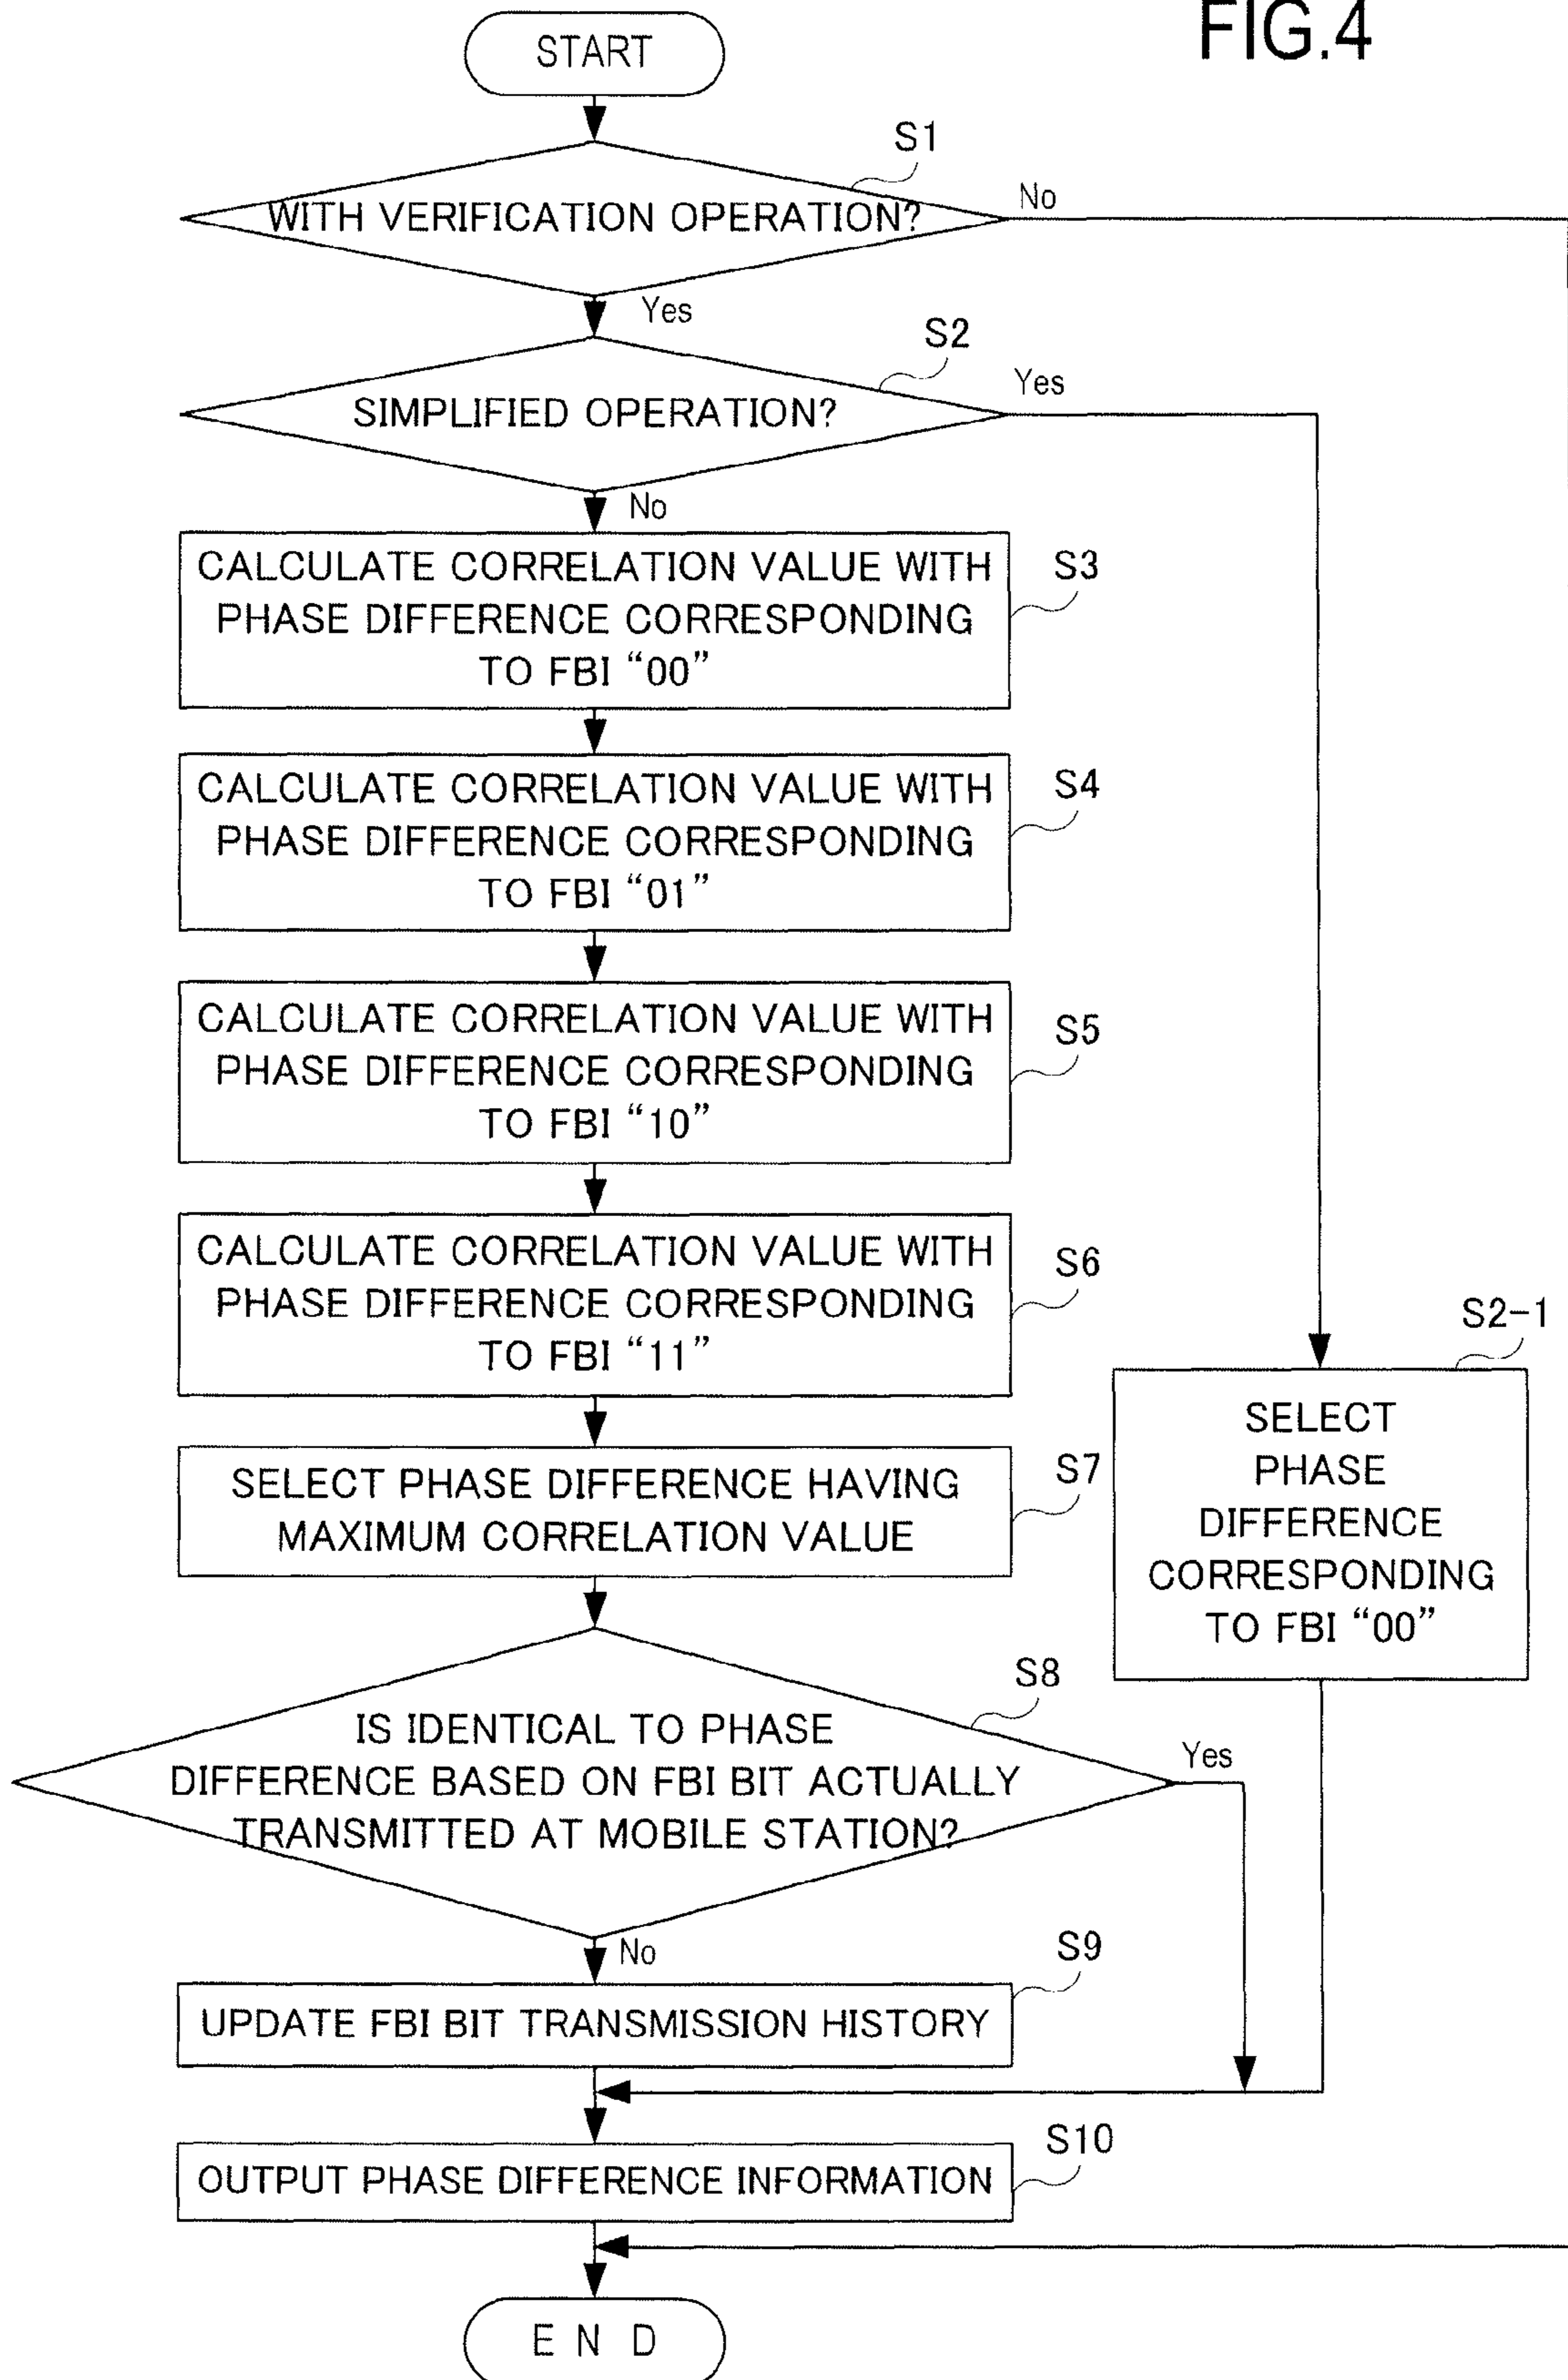 FIG.4
START
S1
WITH VERIFICATION OPERATION?
No
Yes
S2
SIMPLIFIED OPERATION?
Yes
No
CALCULATE CORRELATION VALUE WITH
PHASE DIFFERENCE CORRESPONDING
TO FBI “00”
S3
CALCULATE CORRELATION VALUE WITH
PHASE DIFFERENCE CORRESPONDING
TO FBI “01”
S4
CALCULATE CORRELATION VALUE WITH
PHASE DIFFERENCE CORRESPONDING
TO FBI “10”
S5
CALCULATE CORRELATION VALUE WITH
PHASE DIFFERENCE CORRESPONDING
TO FBI “11”
S6
S2-1
SELECT
PHASE
DIFFERENCE
CORRESPONDING
TO FBI “00”
SELECT PHASE DIFFERENCE HAVING
MAXIMUM CORRELATION VALUE
S7
S8
IS IDENTICAL TO PHASE
DIFFERENCE BASED ON FBI BIT ACTUALLY
TRANSMITTED AT MOBILE STATION?
Yes
No
S9
UPDATE FBI BIT TRANSMISSION HISTORY
S10
OUTPUT PHASE DIFFERENCE INFORMATION
E N D